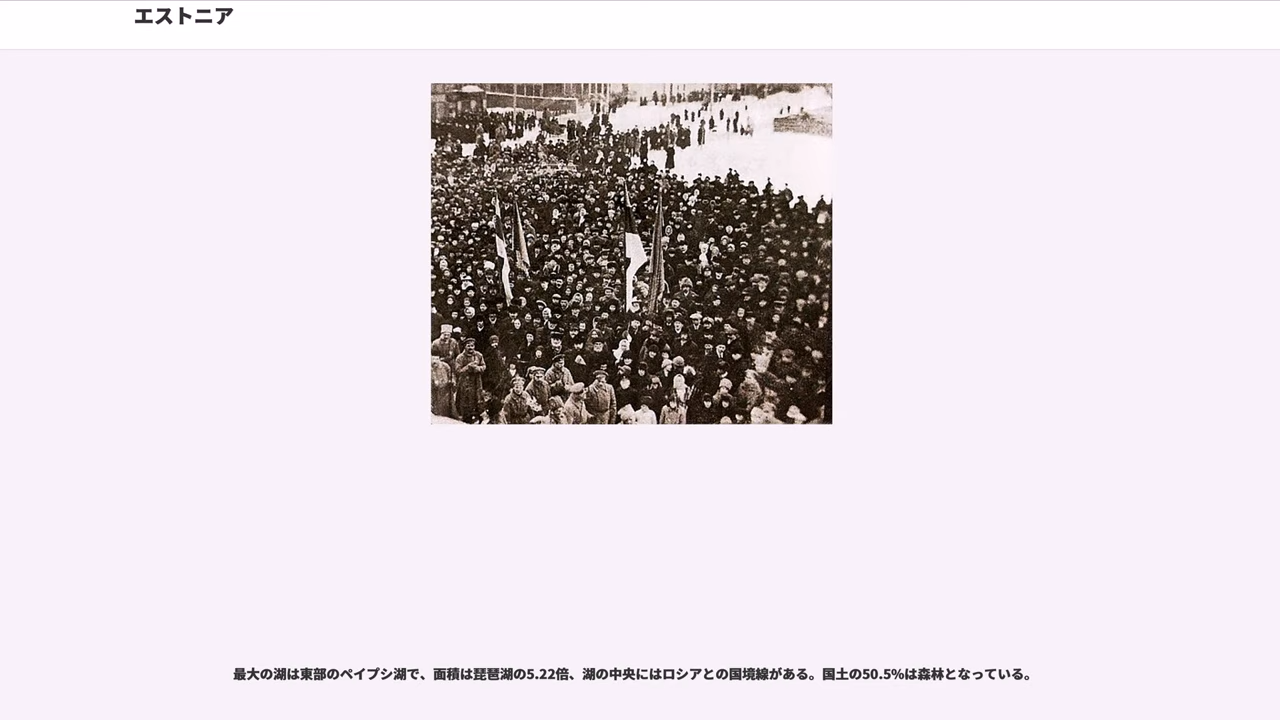 エストニア
最大の湖は東部のペイプシ湖で、面積は琵琶湖の5.22倍、湖の中央にはロシアとの国境線がある。国土の50.5%は森林となっている。